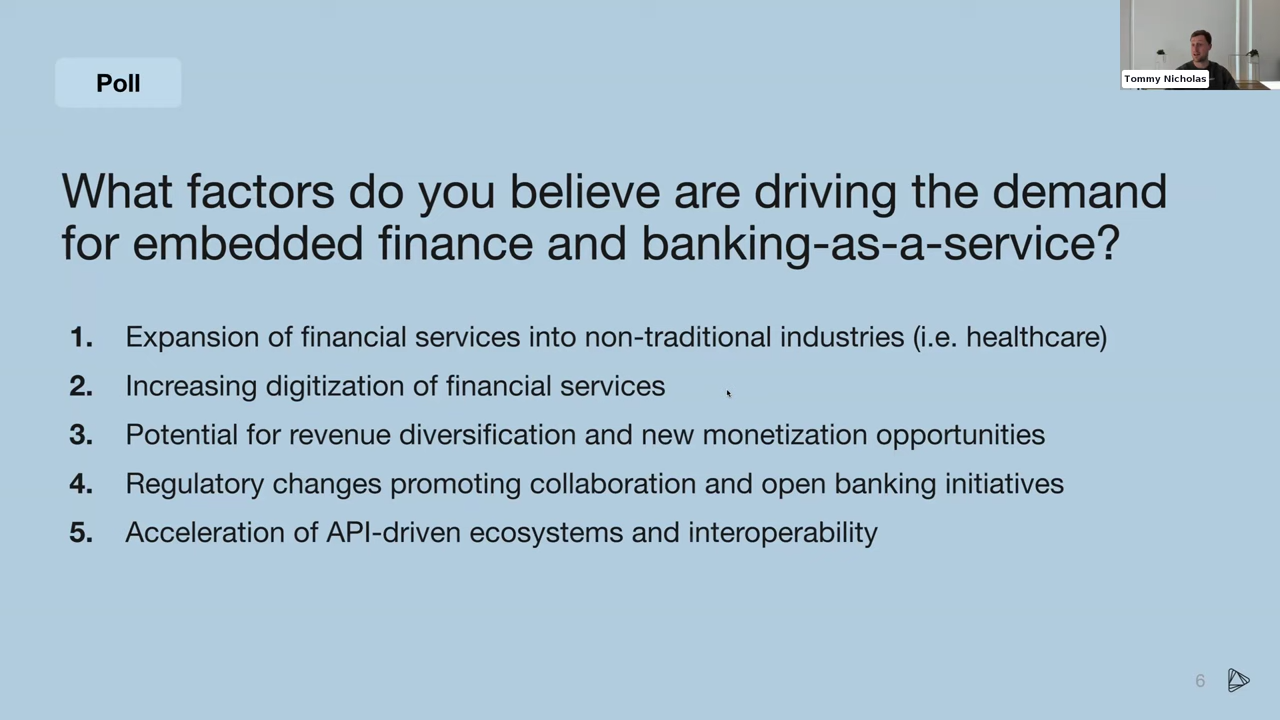 Poll
Tommy Nicholas
What factors do you believe are driving the demand
for embedded finance and banking-as-a-service?
1. Expansion of financial services into non-traditional industries (i.e. healthcare)
2. Increasing digitization of financial services
3. Potential for revenue diversification and new monetization opportunities
4. Regulatory changes promoting collaboration and open banking initiatives
5. Acceleration of API-driven ecosystems and interoperability
6